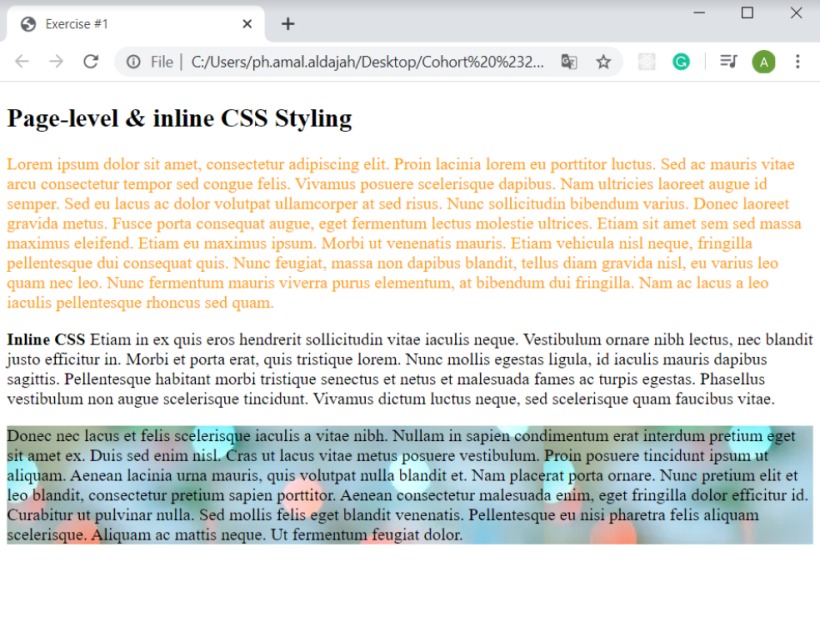 Exercise #1
File | C:/Users/ph.amal.aldajah/Desktop/Cohort%20%232...
A
Page-level & inline CSS Styling
Lorem ipsum dolor sit amet, consectetur adipiscing elit. Proin lacinia lorem eu porttitor luctus. Sed ac mauris vitae
arcu consectetur tempor sed congue felis. Vivamus posuere scelerisque dapibus. Nam ultricies laoreet augue id
semper. Sed eu lacus ac dolor volutpat ullamcorper at sed risus. Nunc sollicitudin bibendum varius. Donec laoreet
gravida metus. Fusce porta consequat augue, eget fermentum lectus molestie ultrices. Etiam sit amet sem sed massa
maximus eleifend. Etiam eu maximus ipsum. Morbi ut venenatis mauris. Etiam vehicula nisl neque, fringilla
pellentesque dui consequat quis. Nunc feugiat, massa non dapibus blandit, tellus diam gravida nisl, eu varius leo
quam nec leo. Nunc fermentum mauris viverra purus elementum, at bibendum dui fringilla. Nam ac lacus a leo
iaculis pellentesque rhoncus sed quam.
Inline CSS Etiam in ex quis eros hendrerit sollicitudin vitae iaculis neque. Vestibulum ornare nibh lectus, nec blandit
justo efficitur in. Morbi et porta erat, quis tristique lorem. Nunc mollis egestas ligula, id iaculis mauris dapibus
sagittis. Pellentesque habitant morbi tristique senectus et netus et malesuada fames ac turpis egestas. Phasellus
vestibulum non augue scelerisque tincidunt. Vivamus dictum luctus neque, sed scelerisque quam faucibus vitae.
Donec nec lacus et felis scelerisque iaculis a vitae nibh. Nullam in sapien condimentum erat interdum pretium eget
sit amet ex. Duis sed enim nisl. Cras ut lacus vitae metus posuere vestibulum. Proin posuere tincidunt ipsum ut
aliquam. Aenean lacinia urna mauris, quis volutpat nulla blandit et. Nam placerat porta ornare. Nunc pretium elit et
leo blandit, consectetur pretium sapien porttitor. Aenean consectetur malesuada enim, eget fringilla dolor efficitur id.
Curabitur ut pulvinar nulla. Sed mollis felis eget blandit venenatis. Pellentesque eu nisi pharetra felis aliquam
scelerisque. Aliquam ac mattis neque. Ut fermentum feugiat dolor.